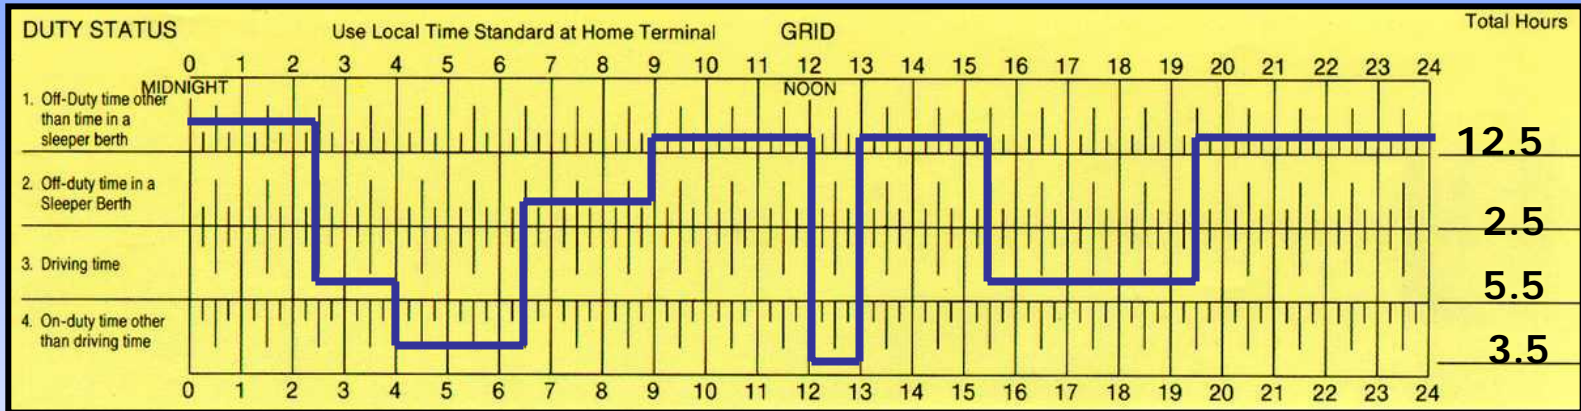 DUTY STATUS Use Local Time Standard at Home Terminal GRID Total Hours
0 1 2 3 4 5 6 7 8 9 10 11 12 13 14 15 16 17 18 19 20 21 22 23 24
MIDNIGHT NOON
1. Off-Duty time other
than time in a
sleeper berth
12.5
2. Off-duty time in a
Sleeper Berth
2.5
3. Driving time
5.5
4. On-duty time other
than driving time
3.5
0 1 2 3 4 5 6 7 8 9 10 11 12 13 14 15 16 17 18 19 20 21 22 23 24